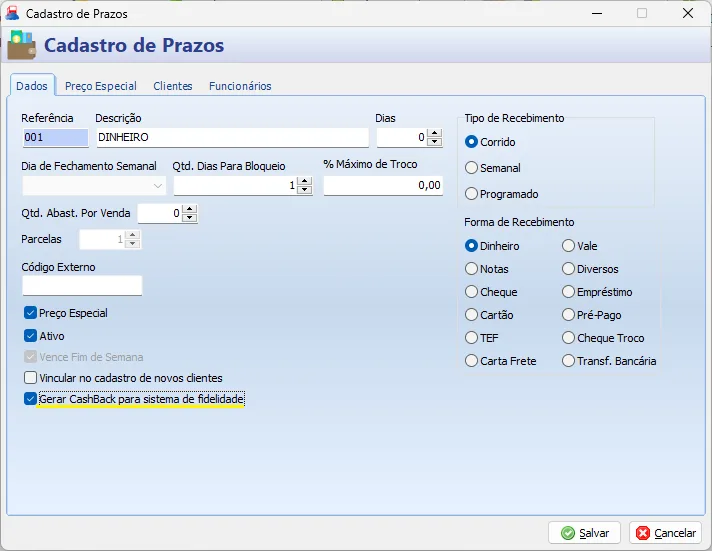 Cadastro de Prazos
Cadastro de Prazos
Dados Preço Especial Clientes Funcionários
Referência Descrição Dias
001 DINHEIRO 0
Dia de Fechamento Semanal Qtd. Dias Para Bloqueio % Máximo de Troco
1 0,00
Qtd. Abast. Por Venda 0
Parcelas 1
Código Externo
Preço Especial
Ativo
Vence Fim de Semana
Vincular no cadastro de novos clientes
Gerar CashBack para sistema de fidelidade
Tipo de Recebimento
Corrido
Semanal
Programado
Forma de Recebimento
Dinheiro Vale
Notas Diversos
Cheque Empréstimo
Cartão Pré-Pago
TEF Cheque Troco
Carta Frete Transf. Bancária
Salvar Cancelar